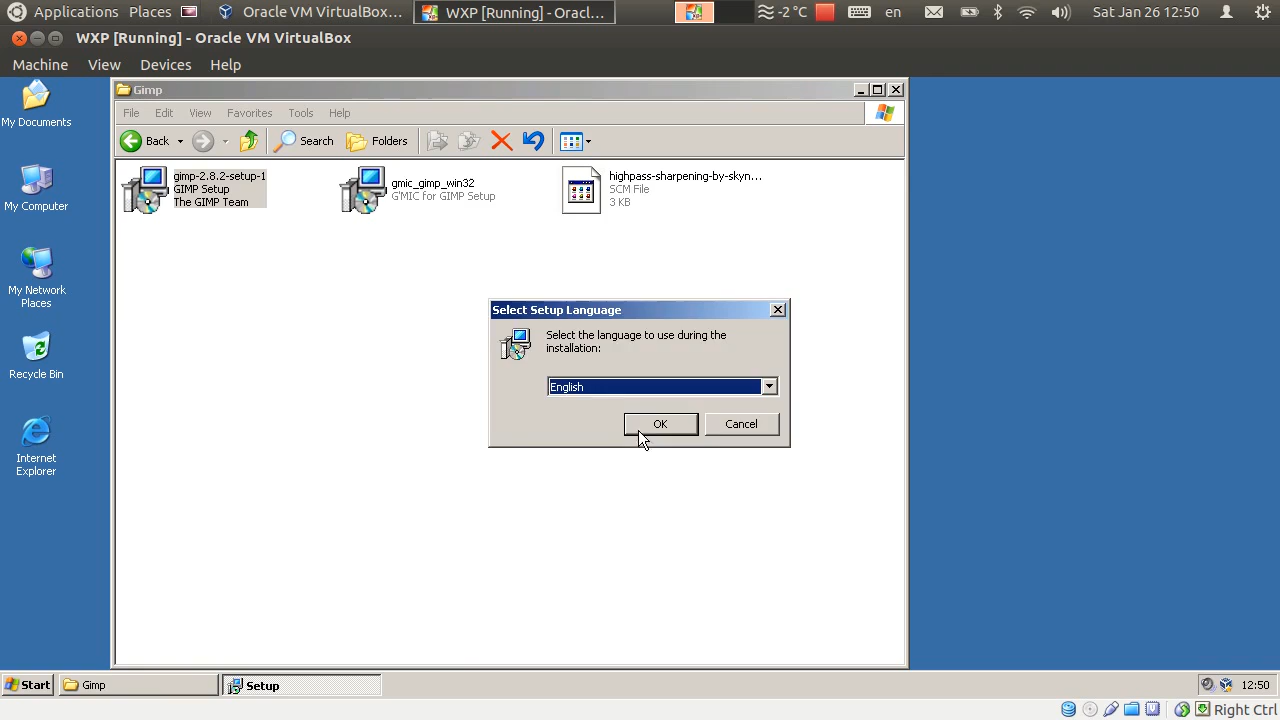 Applications Places Oracle VM VirtualBox... WXP [Running] - Oracl... -2 °C en Sat Jan 26 12:50
WXP [Running] - Oracle VM VirtualBox
Machine View Devices Help
My Documents
My Computer
My Network
Places
Recycle Bin
Internet
Explorer
Gimp
File Edit View Favorites Tools Help
Back Search Folders
gimp-2.8.2-setup-1
GIMP Setup
The GIMP Team
gmic_gimp_win32
G'MIC for GIMP Setup
highpass-sharpening-by-skyn...
SCM File
3 KB
Select Setup Language
Select the language to use during the
installation:
English
OK Cancel
Start Gimp Setup 12:50
Right Ctrl